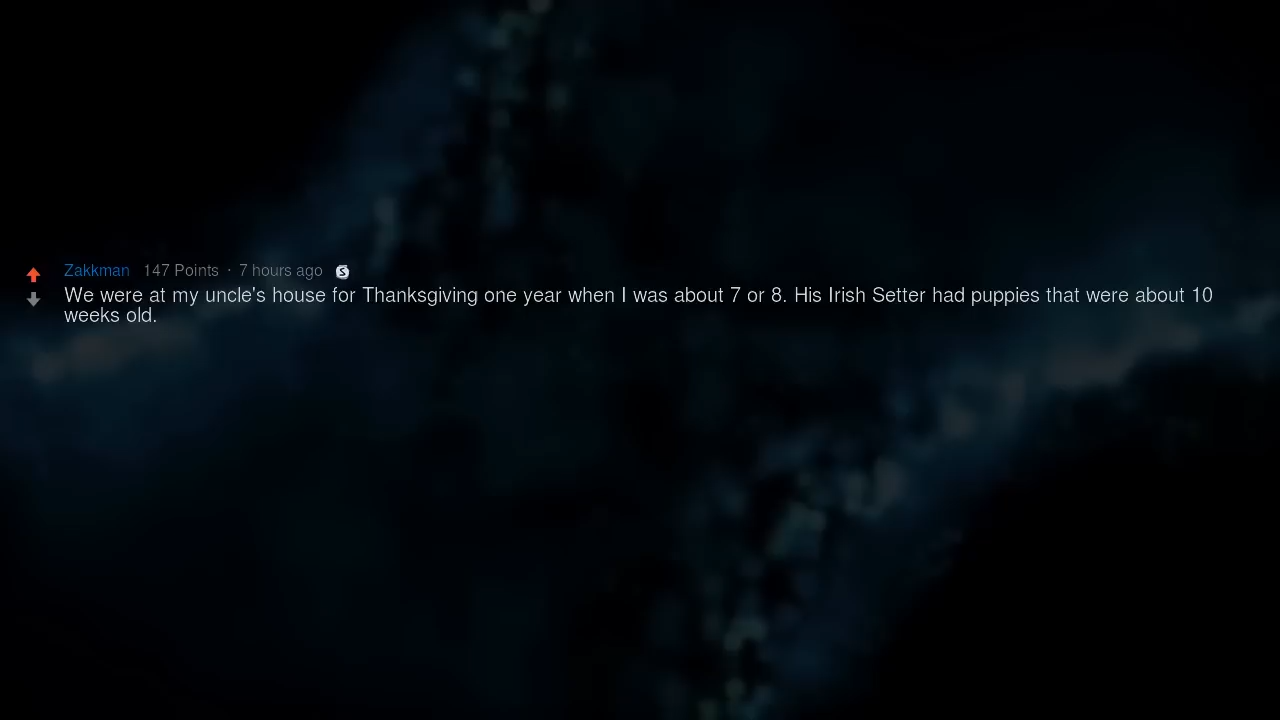 Zakkman 147 Points · 7 hours ago
We were at my uncle's house for Thanksgiving one year when I was about 7 or 8. His Irish Setter had puppies that were about 10
weeks old.